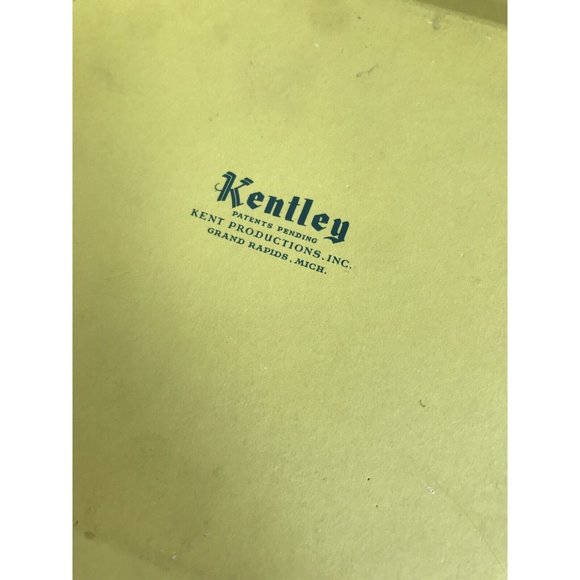 Kentley
PATENTS PENDING
KENT PRODUCTIONS, INC.
GRAND RAPIDS, MICH.